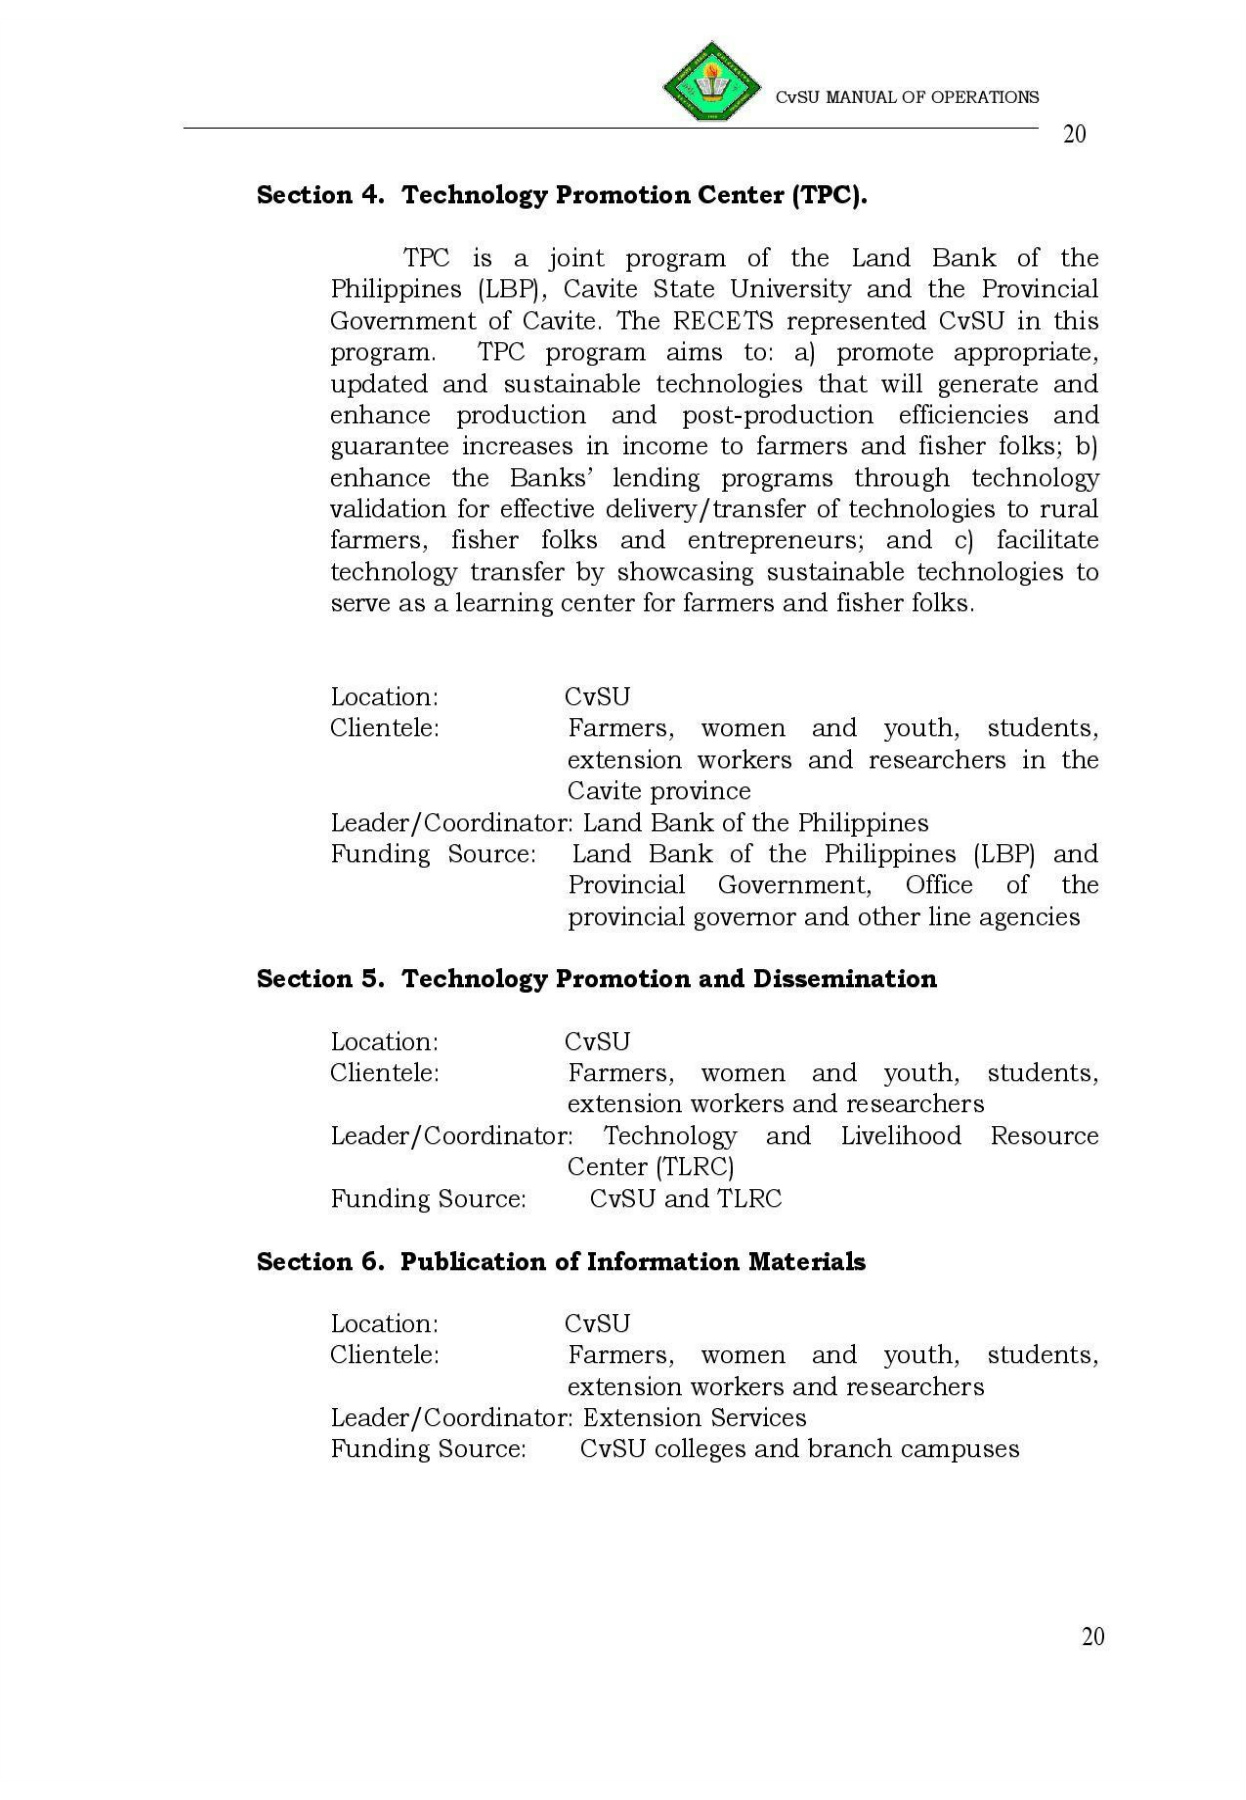 CvSU MANUAL OF OPERATIONS
20
Section 4. Technology Promotion Center (TPC).
TPC is a joint program of the Land Bank of the
Philippines (LBP), Cavite State University and the Provincial
Government of Cavite. The RECETS represented CvSU in this
program. TPC program aims to: a) promote appropriate,
updated and sustainable technologies that will generate and
enhance production and post-production efficiencies and
guarantee increases in income to farmers and fisher folks; b)
enhance the Banks’ lending programs through technology
validation for effective delivery/transfer of technologies to rural
farmers, fisher folks and entrepreneurs; and c) facilitate
technology transfer by showcasing sustainable technologies to
serve as a learning center for farmers and fisher folks.
Location: CvSU
Clientele: Farmers, women and youth, students,
extension workers and researchers in the
Cavite province
Leader/Coordinator: Land Bank of the Philippines
Funding Source: Land Bank of the Philippines (LBP) and
Provincial Government, Office of the
provincial governor and other line agencies
Section 5. Technology Promotion and Dissemination
Location: CvSU
Clientele: Farmers, women and youth, students,
extension workers and researchers
Leader/Coordinator: Technology and Livelihood Resource
Center (TLRC)
Funding Source: CvSU and TLRC
Section 6. Publication of Information Materials
Location: CvSU
Clientele: Farmers, women and youth, students,
extension workers and researchers
Leader/Coordinator: Extension Services
Funding Source: CvSU colleges and branch campuses
20